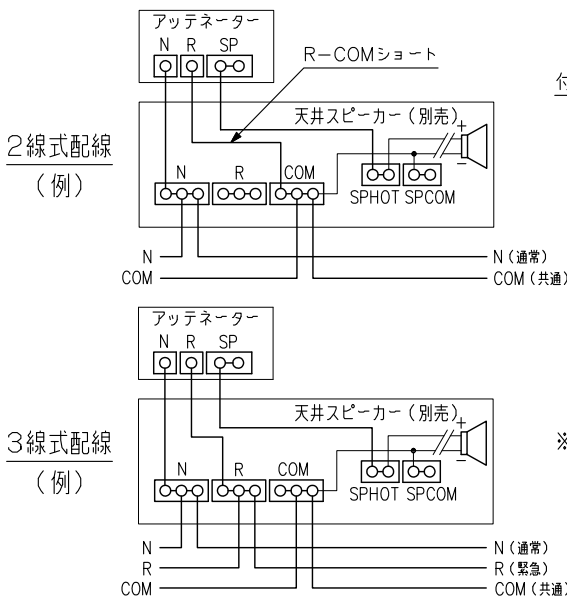 アッテネーター
N R SP
R-COMショート
付
天井スピーカー(別売)
+
2線式配線
(例)
N R COM
-
SPHOT SPCOM
N N(通常)
COM COM(共通)
アッテネーター
N R SP
天井スピーカー(別売)
+
3線式配線
(例)
※
N R COM
-
SPHOT SPCOM
N N(通常)
R R(緊急)
COM COM(共通)